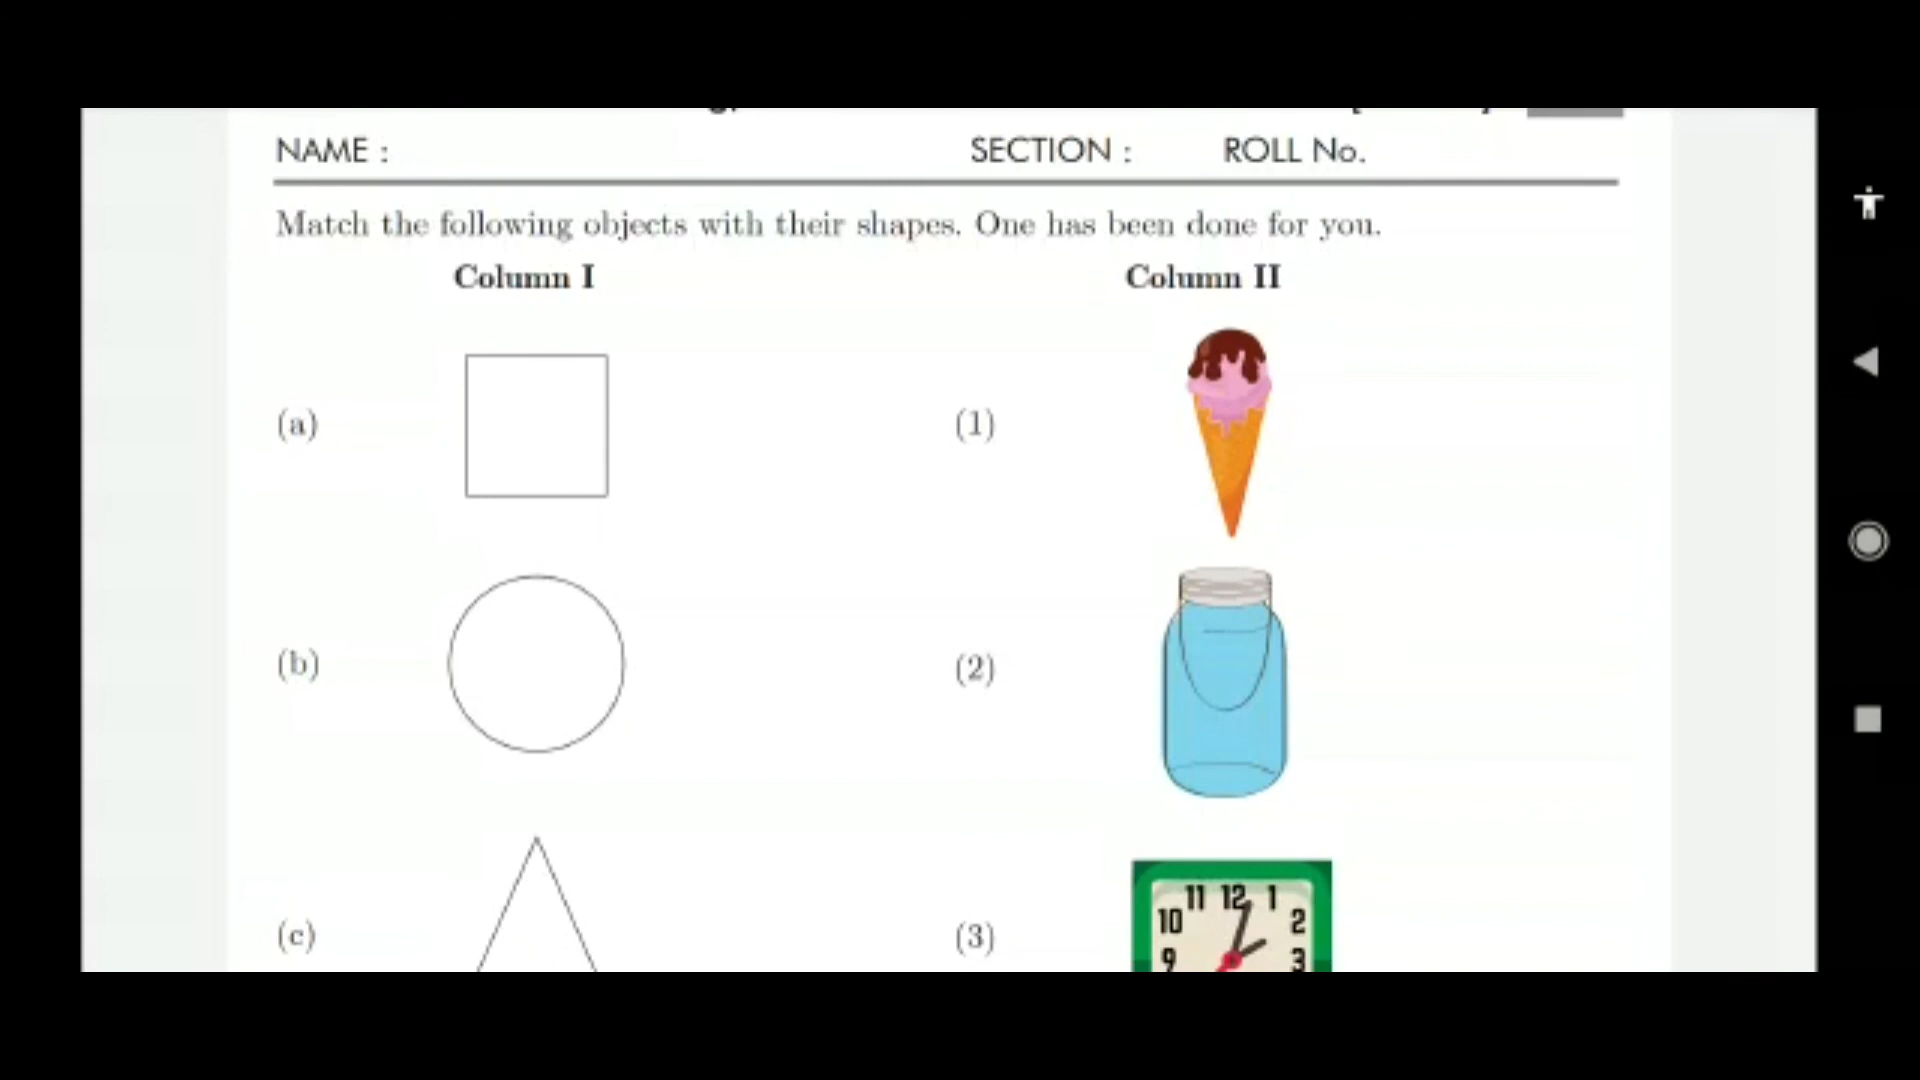 NAME : SECTION : ROLL No.
Match the following objects with their shapes. One has been done for you.
Column I Column II
(a) (1)
(b) (2)
(c) (3)
11 12 1
10 2
9 3